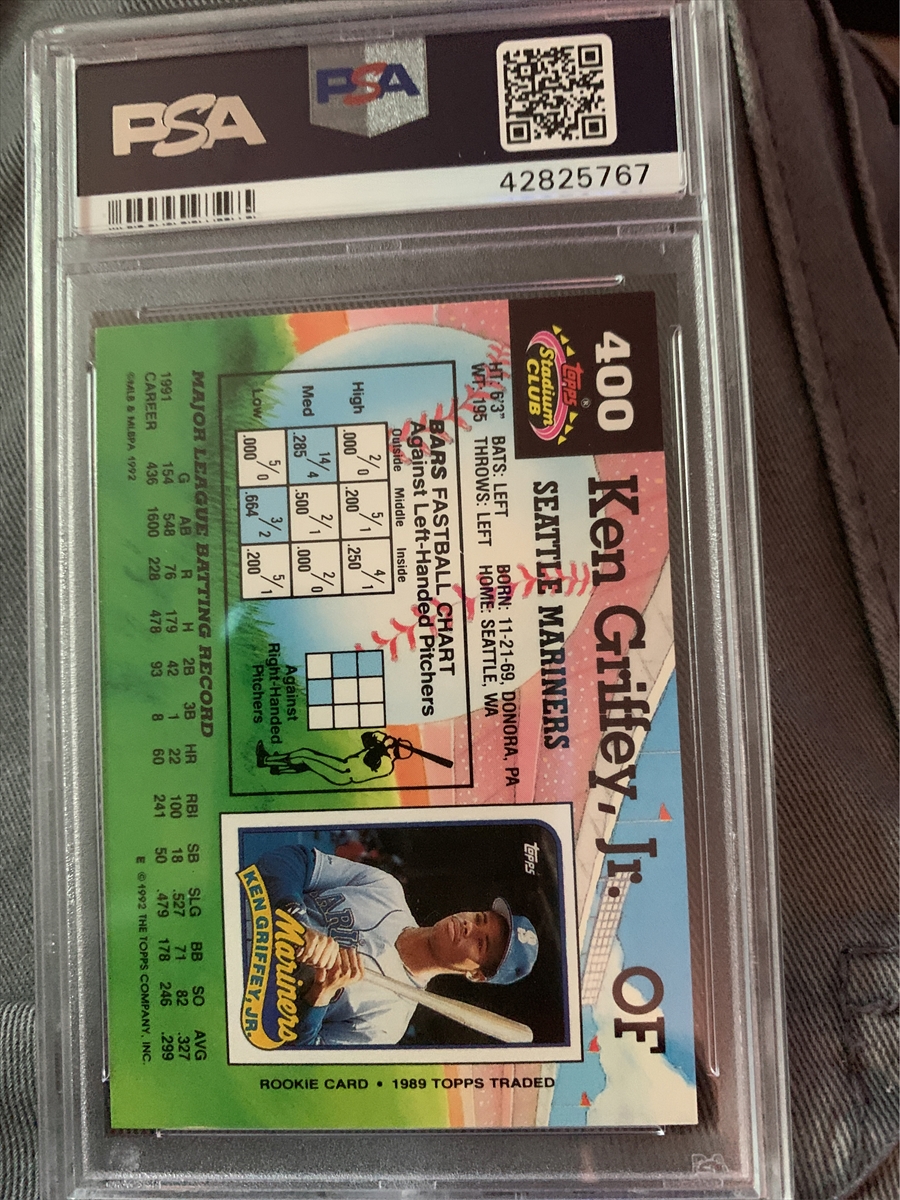 PSA
PSA
42825767
400
Topps®
Stadium
CLUB
Ken Griffey, Jr. OF
SEATTLE MARINERS
HT: 6'3" BATS: LEFT BORN: 11-21-69, DONORA, PA
WT: 195 THROWS: LEFT HOME: SEATTLE, WA
BARS FASTBALL CHART
Against Left-Handed Pitchers
Outside Middle Inside
High 2/0 .000 5/1 .200 4/1 .250
Med 14/4 .285 2/1 .500 2/0 .000
Low 5/0 .000 3/2 .664 5/1 .200
Against
Right-Handed
Pitchers
topps
Mariners
KEN GRIFFEY, JR.
ROOKIE CARD • 1989 TOPPS TRADED
MAJOR LEAGUE BATTING RECORD
G AB R H 2B 3B HR RBI SB SLG BB SO AVG
1991 154 548 76 179 42 1 22 100 18 .527 71 82 .327
CAREER 436 1600 228 478 93 8 60 241 50 .479 178 246 .299
©MLB & MLBPA 1992 E ©1992 THE TOPPS COMPANY, INC.